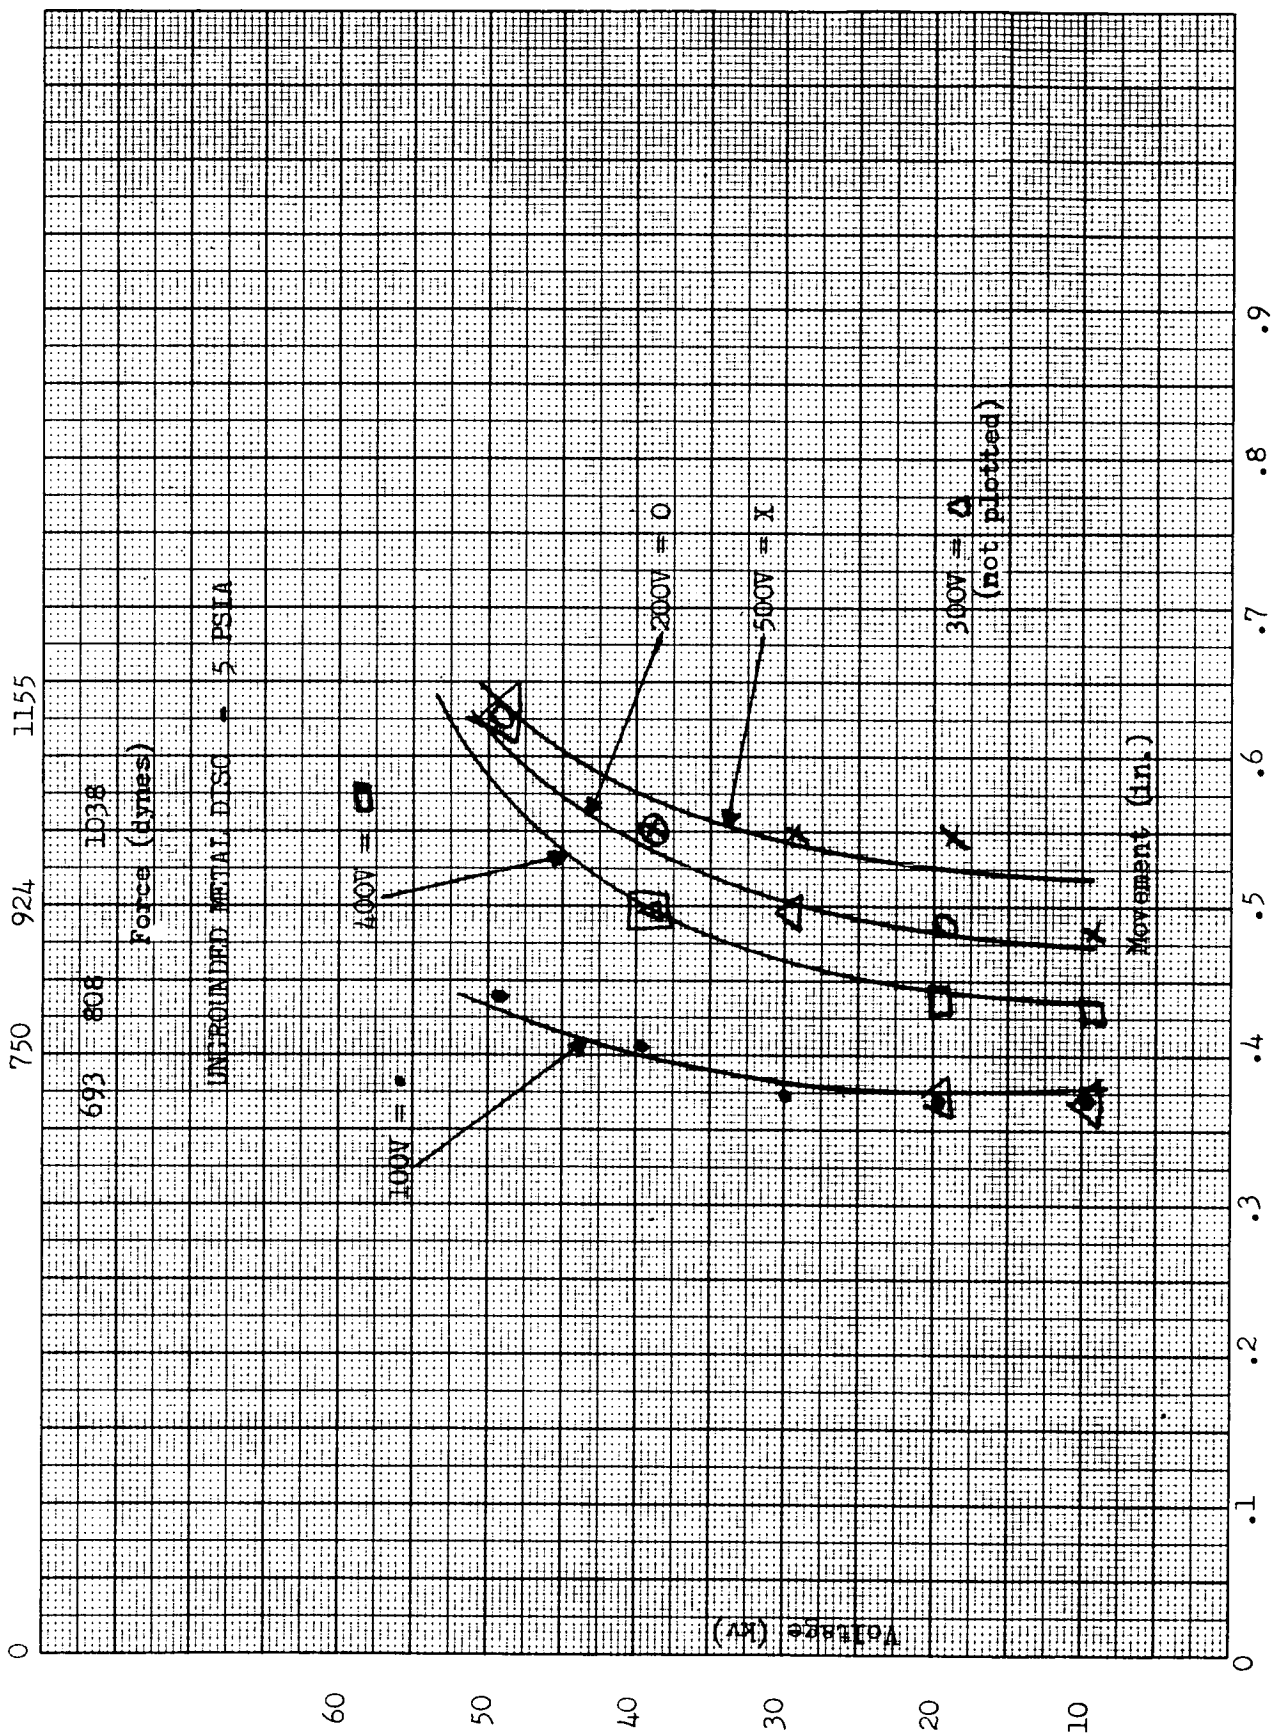 0 750 924 1155
693 808 1038
Force (dynes)
UNGROUNDED METAL DISC - 5 PSIA
60
50
40
30
20
10
Voltage (kv)
100V = •
400V = □
200V = O
500V = X
300V = Δ
(not plotted)
Movement (in.)
0 .1 .2 .3 .4 .5 .6 .7 .8 .9